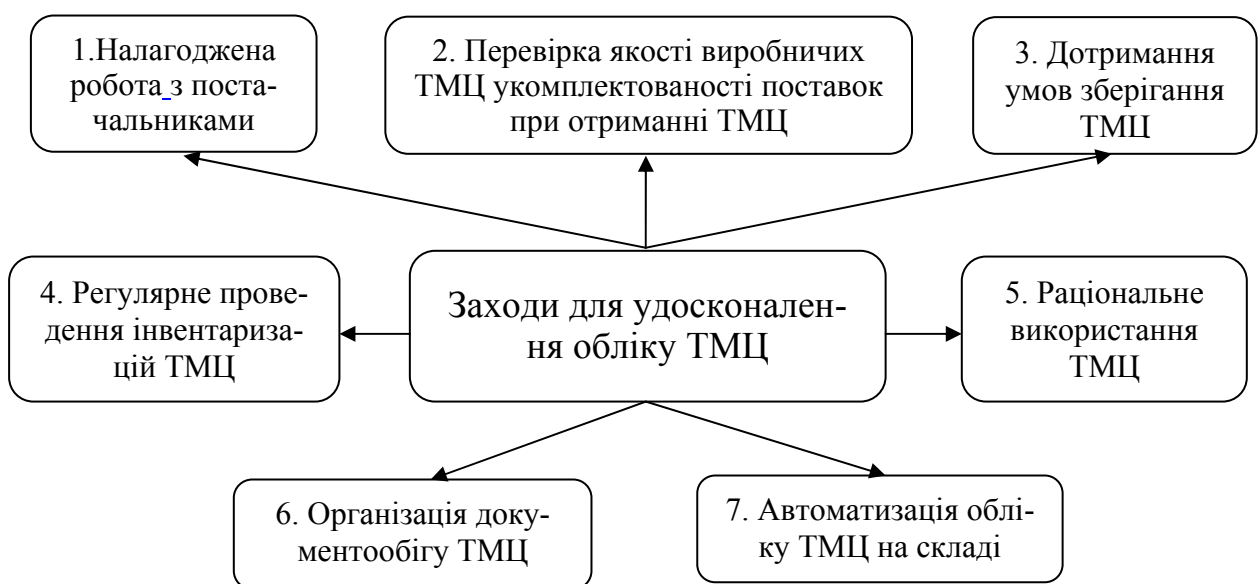 1.Налагоджена
робота з поста-
чальниками
2. Перевірка якості виробничих
ТМЦ укомплектованості поставок
при отриманні ТМЦ
3. Дотримання
умов зберігання
ТМЦ
4. Регулярне прове-
дення інвентариза-
цій ТМЦ
Заходи для удосконален-
ня обліку ТМЦ
5. Раціональне
використання
ТМЦ
6. Організація доку-
ментообігу ТМЦ
7. Автоматизація облі-
ку ТМЦ на складі